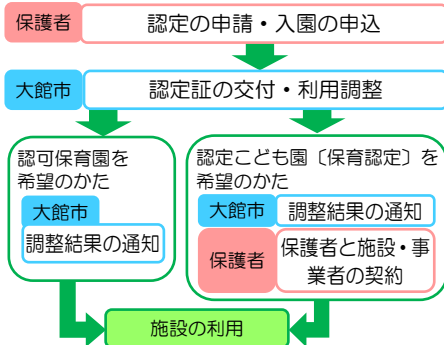 保護者 認定の申請・入園の申込
大館市 認定証の交付・利用調整
認可保育園を
希望のかた
大館市
調整結果の通知
認定こども園〔保育認定〕を
希望のかた
大館市 調整結果の通知
保護者 保護者と施設・事
業者の契約
施設の利用